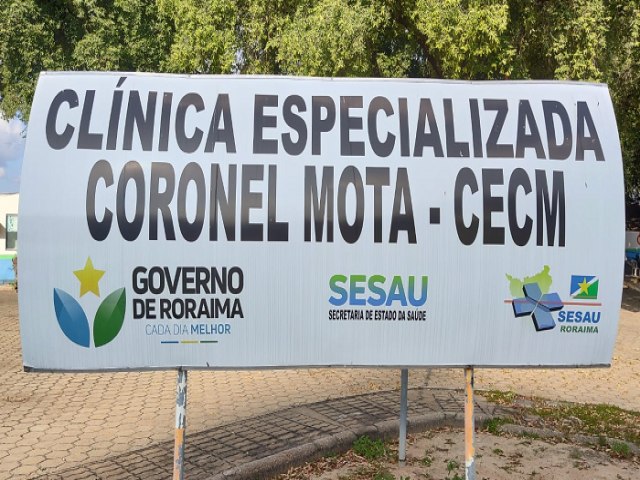 CLÍNICA ESPECIALIZADA
CORONEL MOTA - CECM
GOVERNO
DE RORAIMA
CADA DIA MELHOR
SESAU
SECRETARIA DE ESTADO DA SAÚDE
SESAU
RORAIMA